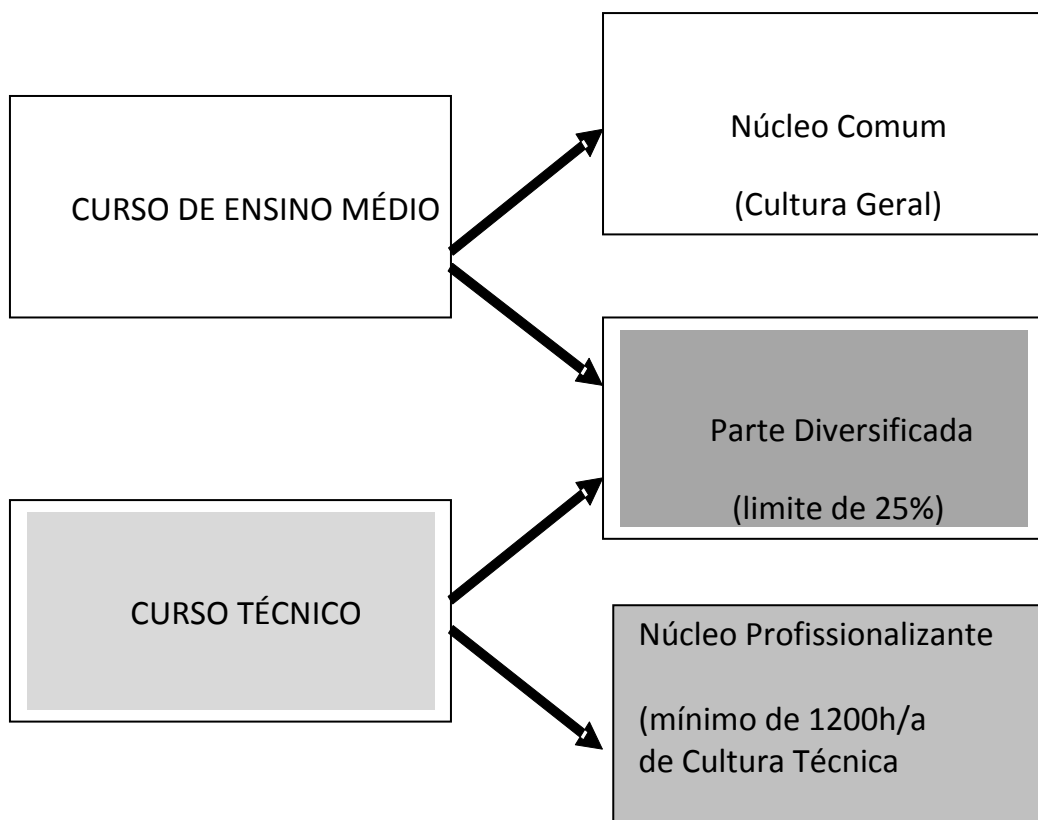 CURSO DE ENSINO MÉDIO
Núcleo Comum
(Cultura Geral)
Parte Diversificada
(limite de 25%)
CURSO TÉCNICO
Núcleo Profissionalizante
(mínimo de 1200h/a
de Cultura Técnica